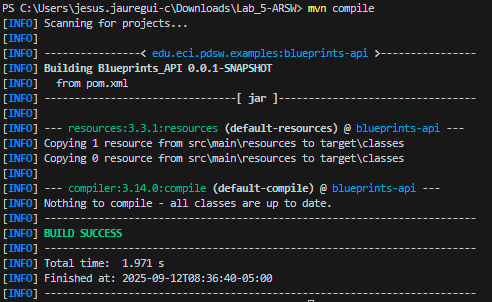 PS C:\Users\jesus.jauregui-c\Downloads\Lab_5-ARSW> mvn compile
[INFO] Scanning for projects...
[INFO]
[INFO] ---------------< edu.eci.pdsw.examples:blueprints-api >---------------
[INFO] Building Blueprints_API 0.0.1-SNAPSHOT
[INFO]   from pom.xml
[INFO] --------------------------------[ jar ]---------------------------------
[INFO]
[INFO] --- resources:3.3.1:resources (default-resources) @ blueprints-api ---
[INFO] Copying 1 resource from src\main\resources to target\classes
[INFO] Copying 0 resource from src\main\resources to target\classes
[INFO]
[INFO] --- compiler:3.14.0:compile (default-compile) @ blueprints-api ---
[INFO] Nothing to compile - all classes are up to date.
[INFO] ------------------------------------------------------------------------
[INFO] BUILD SUCCESS
[INFO] ------------------------------------------------------------------------
[INFO] Total time:  1.971 s
[INFO] Finished at: 2025-09-12T08:36:40-05:00
[INFO] ------------------------------------------------------------------------